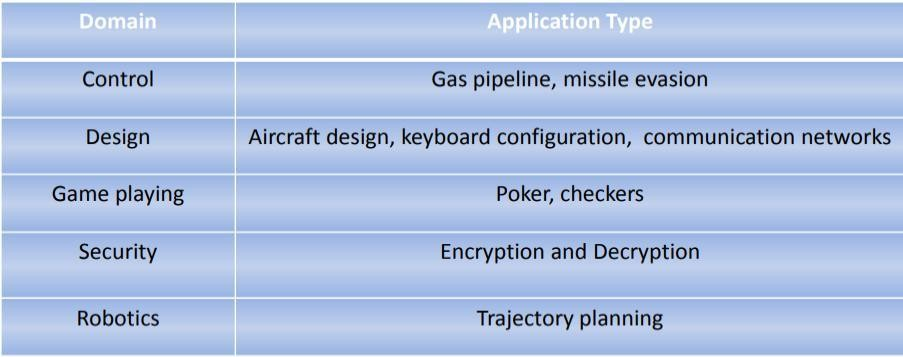 Domain Application Type
Control Gas pipeline, missile evasion
Design Aircraft design, keyboard configuration,  communication networks
Game playing Poker, checkers
Security Encryption and Decryption
Robotics Trajectory planning